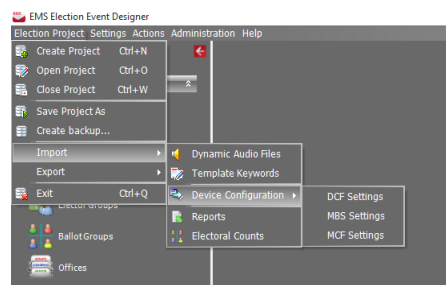 EMS Election Event Designer
Election Project Settings Actions Administration Help
Create Project Ctrl+N
Open Project Ctrl+O
Close Project Ctrl+W
Save Project As
Create backup...
Import
Export
Exit Ctrl+Q
Dynamic Audio Files
Template Keywords
Device Configuration
Reports
Electoral Counts
DCF Settings
MBS Settings
MCF Settings
Elector Groups
BallotGroups
Offices